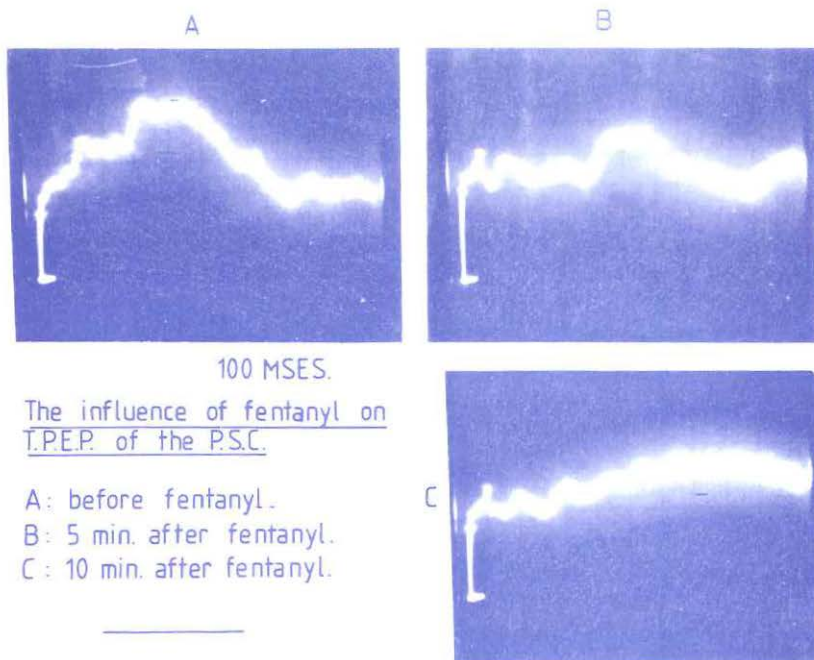 A
B
100 MSES.
The influence of fentanyl on
T.P.E.P. of the P.S.C.
A: before fentanyl.
B: 5 min. after fentanyl.
C: 10 min. after fentanyl.
C